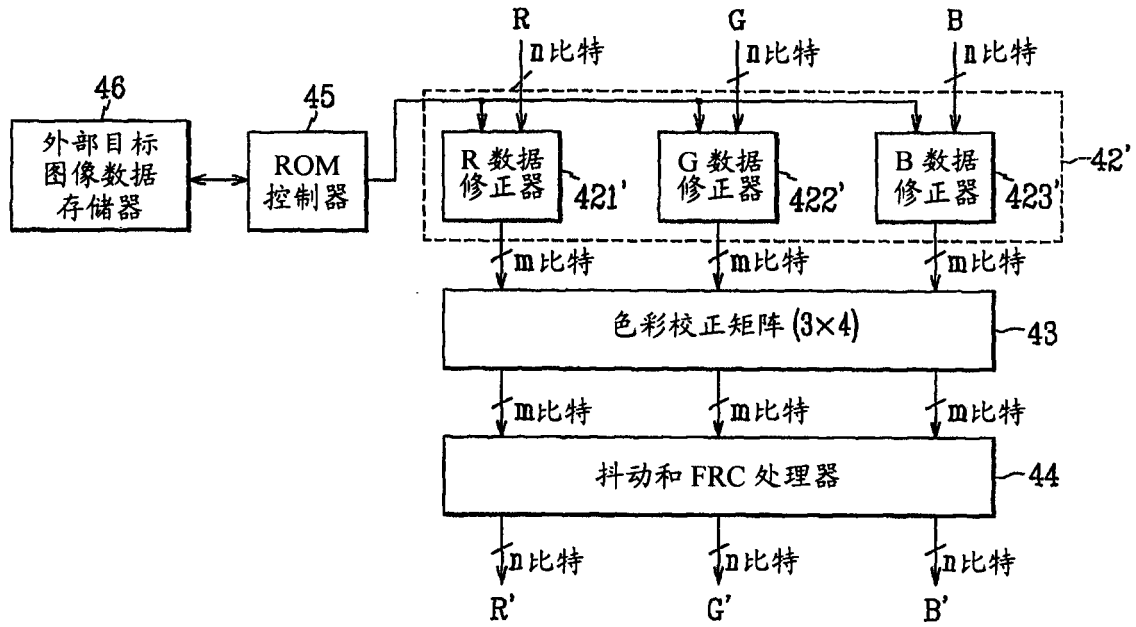 R
G
B
n比特
n比特
n比特
46
45
外部目标
图像数据
存储器
ROM
控制器
R 数据
修正器
421'
G 数据
修正器
422'
B 数据
修正器
423'
42'
m比特
m比特
m比特
色彩校正矩阵 (3×4)
43
m比特
m比特
m比特
抖动和 FRC 处理器
44
n比特
n比特
n比特
R'
G'
B'